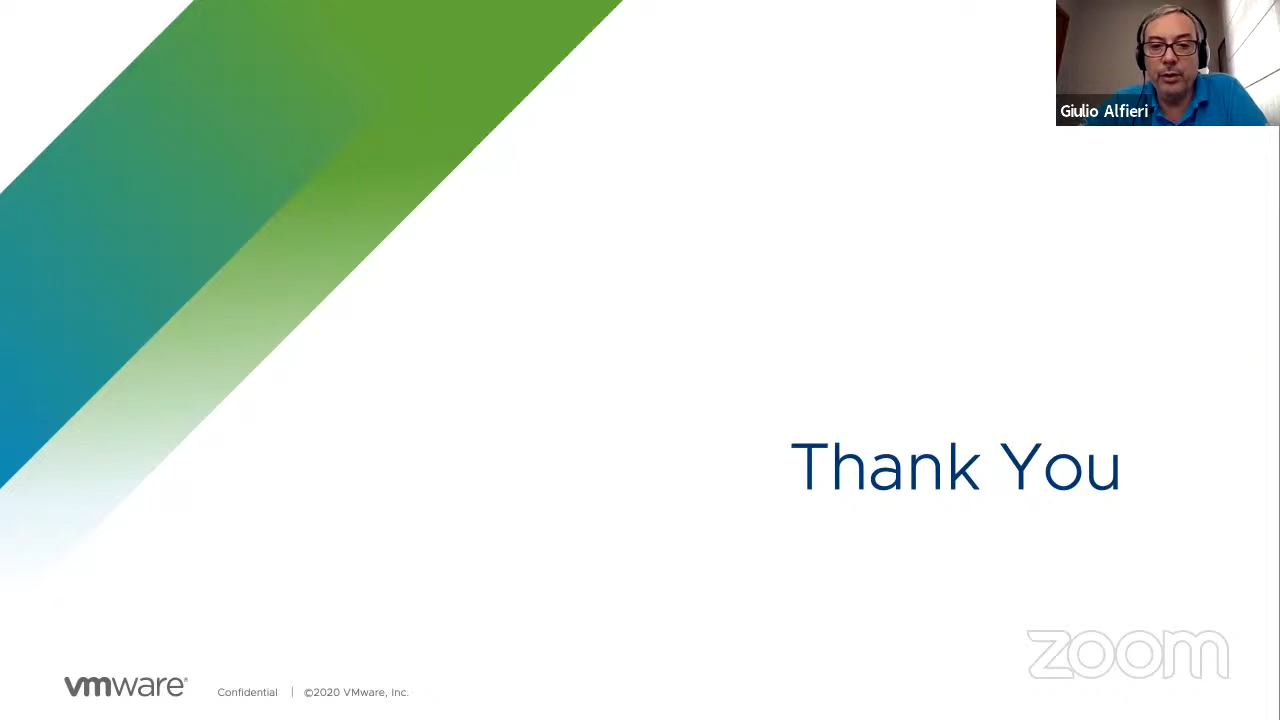 Giulio Alfieri
Thank You
zoom
vmware®
Confidential | ©2020 VMware, Inc.